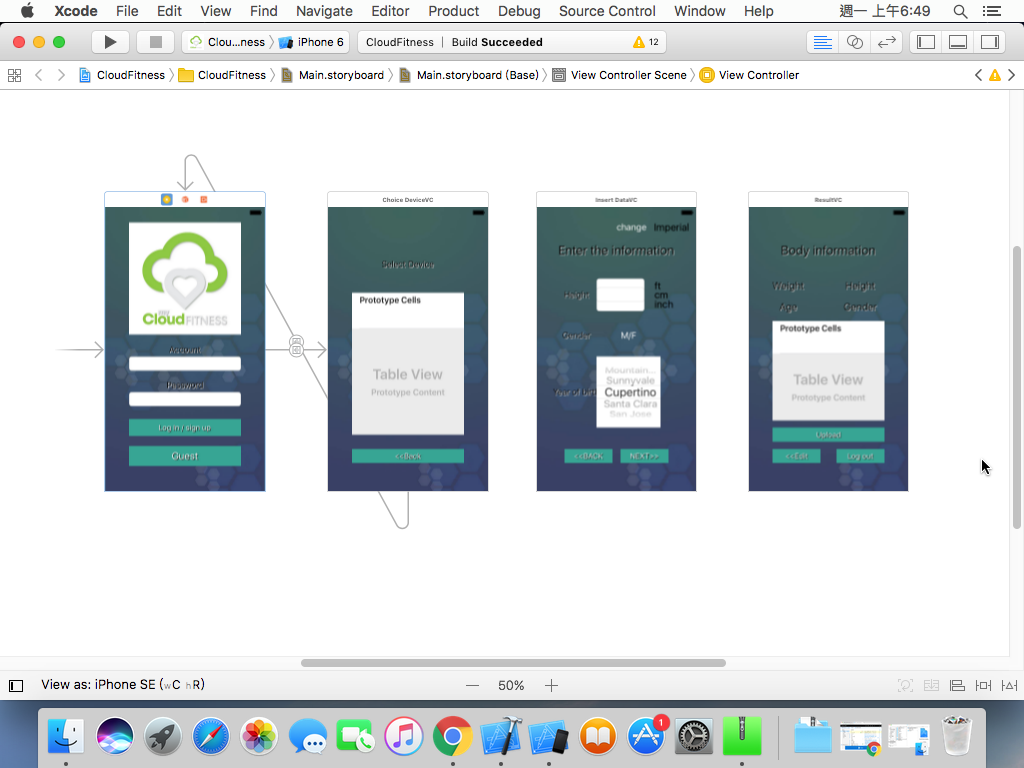 Xcode File Edit View Find Navigate Editor Product Debug Source Control Window Help 週一 上午6:49
Clou...ness iPhone 6 CloudFitness | Build Succeeded 12
CloudFitness CloudFitness Main.storyboard Main.storyboard (Base) View Controller Scene View Controller
my
CloudFITNESS
Account
Password
Log in / sign up
Guest
Choice DeviceVC
Select Device
Prototype Cells
Table View
Prototype Content
<<Back
Insert DataVC
change Imperial
Enter the information
Height
ft
cm
inch
Gender M/F
Year of birt
Mountain...
Sunnyvale
Cupertino
Santa Clara
San Jose
<<BACK NEXT>>
ResultVC
Body information
Weight Height
Age Gender
Prototype Cells
Table View
Prototype Content
Upload
<<Edit Log out
View as: iPhone SE (wC hR) 50%
1